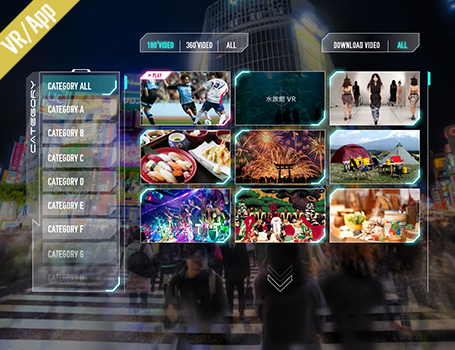 VR/App
180°VIDEO
360°VIDEO
ALL
DOWNLOAD VIDEO
ALL
CATEGORY
CATEGORY ALL
CATEGORY A
CATEGORY B
CATEGORY C
CATEGORY D
CATEGORY E
CATEGORY F
CATEGORY G
CATEGORY H
PLAY
水族館 VR